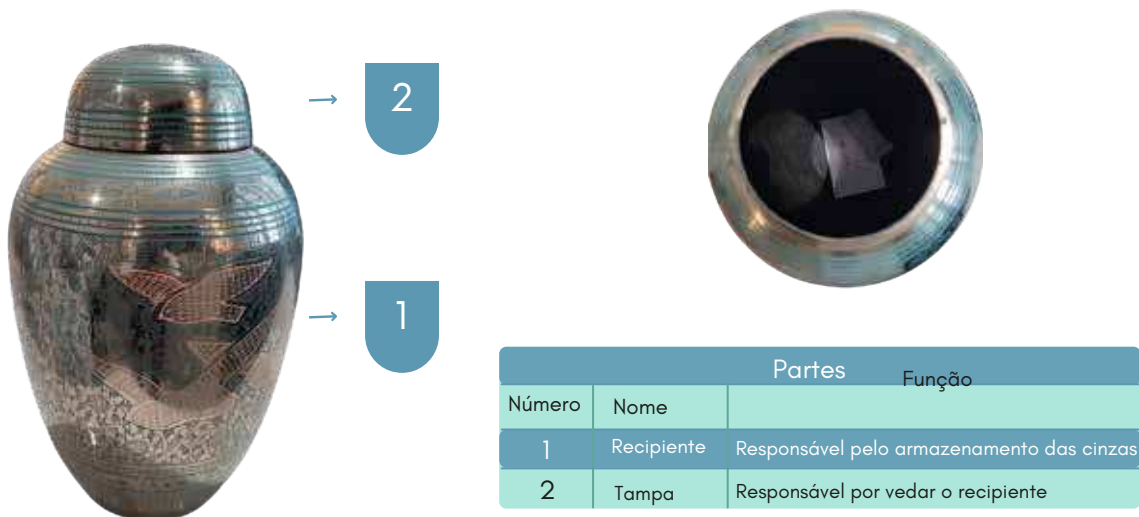 2
1
Partes
Função
Número Nome
1 Recipiente Responsável pelo armazenamento das cinzas
2 Tampa Responsável por vedar o recipiente